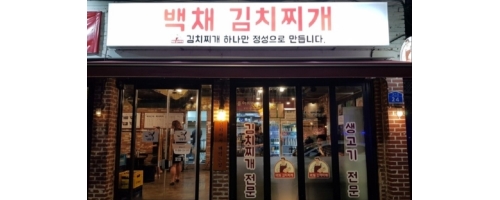 백채 김치찌개
김치찌개 하나만 정성으로 만듭니다.
김치찌개 전문
생고기 전문